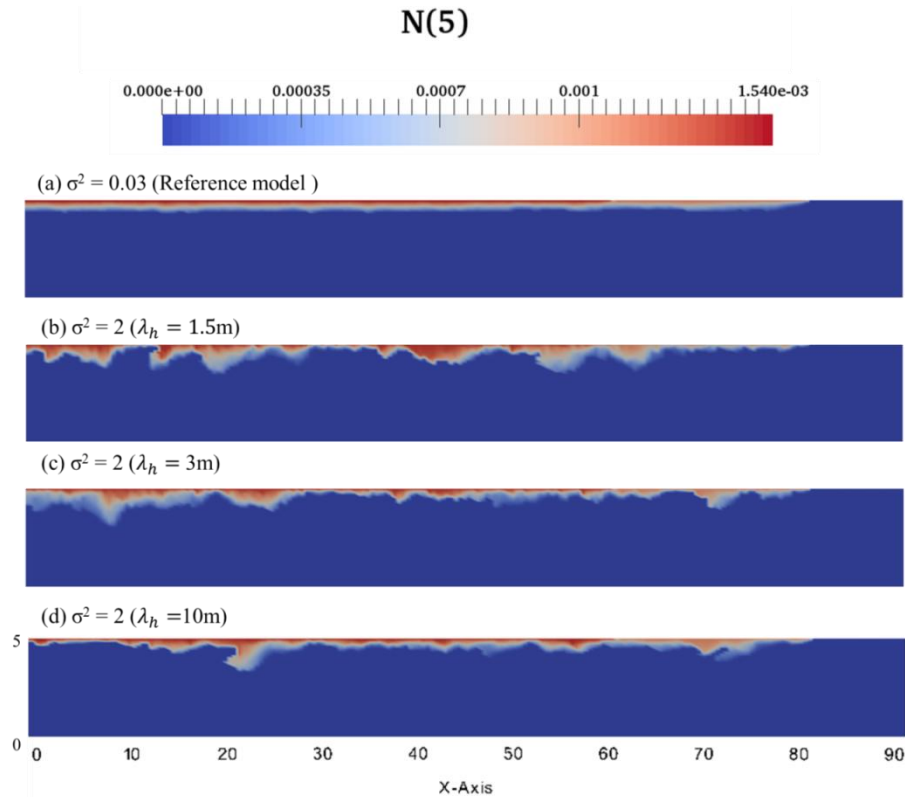 N(5)
0.000e+00 0.00035 0.0007 0.001 1.540e-03
(a) σ² = 0.03 (Reference model )
(b) σ² = 2 (λₕ = 1.5m)
(c) σ² = 2 (λₕ = 3m)
(d) σ² = 2 (λₕ =10m)
5
0
0 10 20 30 40 50 60 70 80 90
X-Axis